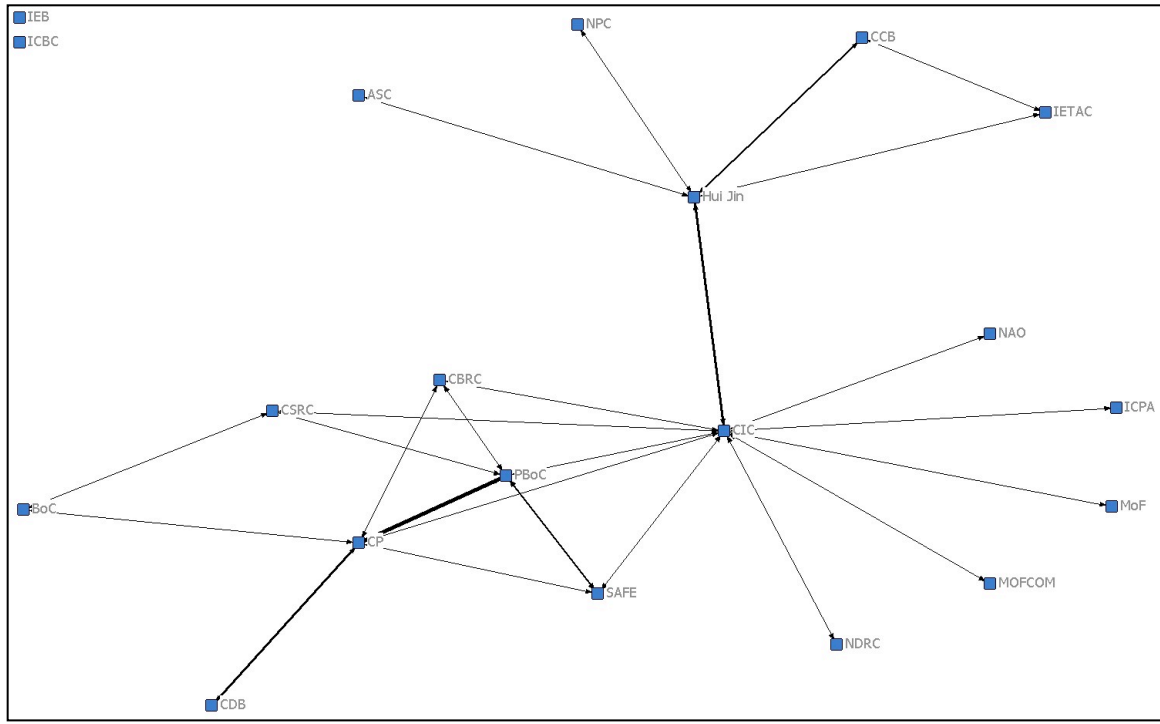 IEB
NPC
CCB
ICBC
ASC
IETAC
Hui Jin
NAO
CBRC
ICPA
CSRC
CIC
PBoC
BoC
MoF
CP
MOFCOM
SAFE
NDRC
CDB